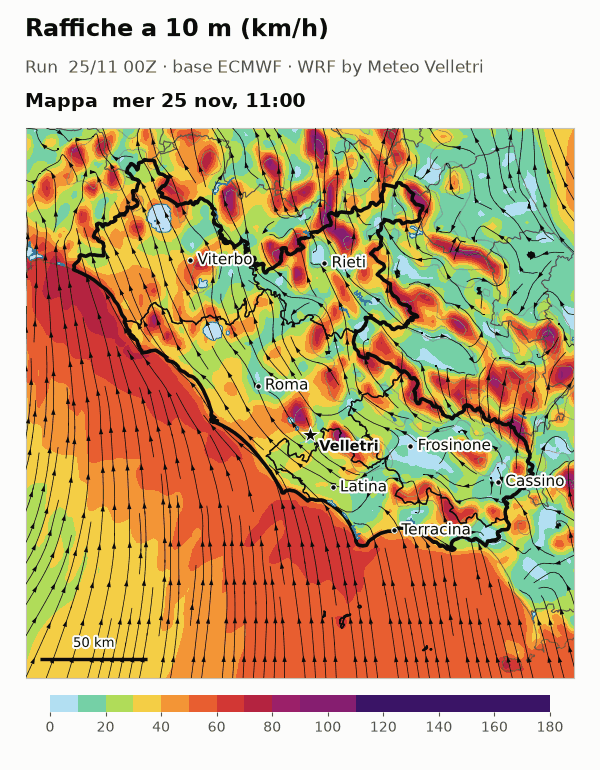 Raffiche a 10 m (km/h)
Run  25/11 00Z · base ECMWF · WRF by Meteo Velletri
Mappa  mer 25 nov, 11:00
Viterbo
Rieti
Roma
Velletri
Frosinone
Latina
Cassino
Terracina
50 km
0 20 40 60 80 100 120 140 160 180